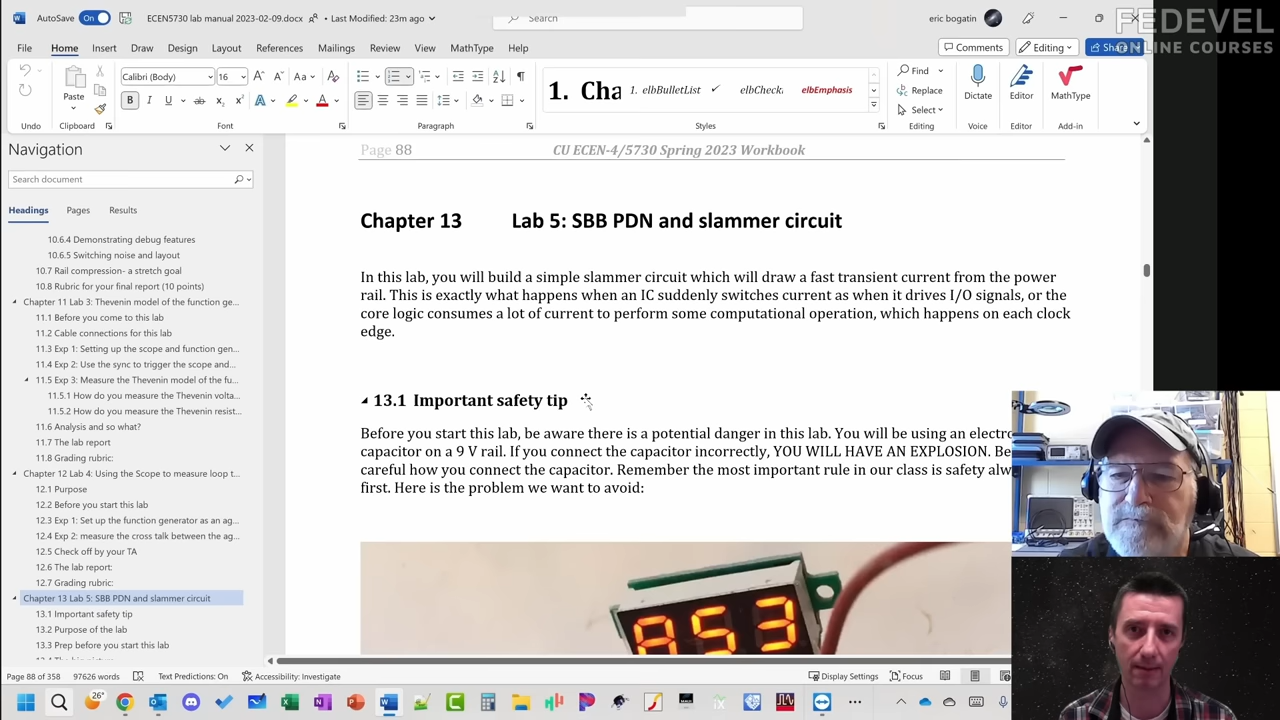 AutoSave On ECEN5730 lab manual 2023-02-09.docx • Last Modified: 23m ago Search eric bogatin
FEDEVEL
ONLINE COURSES
File Home Insert Draw Design Layout References Mailings Review View MathType Help Comments Editing Share
Calibri (Body) 16
Paste
1. Cha 1. elbBulletList elbCheck elbEmphasis
Find
Replace
Select
Dictate Editor MathType
Undo Clipboard Font Paragraph Styles Editing Voice Editor Add-in
Navigation
Search document
Headings Pages Results
10.6.4 Demonstrating debug features
10.6.5 Switching noise and layout
10.7 Rail compression- a stretch goal
10.8 Rubric for your final report (10 points)
Chapter 11 Lab 3: Thevenin model of the function ge...
11.1 Before you come to this lab
11.2 Cable connections for this lab
11.3 Exp 1: Setting up the scope and function gen...
11.4 Exp 2: Use the sync to trigger the scope and...
11.5 Exp 3: Measure the Thevenin model of the fu...
11.5.1 How do you measure the Thevenin volta...
11.5.2 How do you measure the Thevenin resist...
11.6 Analysis and so what?
11.7 The lab report
11.8 Grading rubric:
Chapter 12 Lab 4: Using the Scope to measure loop t...
12.1 Purpose
12.2 Before you start this lab
12.3 Exp 1: Set up the function generator as an ag...
12.4 Exp 2: measure the cross talk between the ag...
12.5 Check off by your TA
12.6 The lab report:
12.7 Grading rubric:
Chapter 13 Lab 5: SBB PDN and slammer circuit
13.1 Important safety tip
13.2 Purpose of the lab
13.3 Prep before you start this lab
Page 88 CU ECEN-4/5730 Spring 2023 Workbook
Chapter 13 Lab 5: SBB PDN and slammer circuit
In this lab, you will build a simple slammer circuit which will draw a fast transient current from the power
rail. This is exactly what happens when an IC suddenly switches current as when it drives I/O signals, or the
core logic consumes a lot of current to perform some computational operation, which happens on each clock
edge.
13.1 Important safety tip
Before you start this lab, be aware there is a potential danger in this lab. You will be using an electro
capacitor on a 9 V rail. If you connect the capacitor incorrectly, YOU WILL HAVE AN EXPLOSION. Be
careful how you connect the capacitor. Remember the most important rule in our class is safety alw
first. Here is the problem we want to avoid:
953
Page 88 of 358 97626 words Text Predictions: On Accessibility: Investigate Display Settings Focus
26°